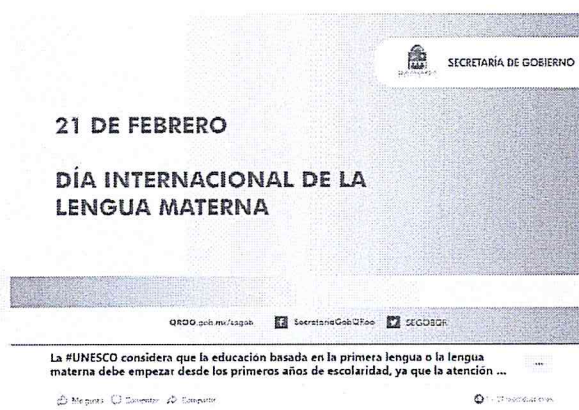 SECRETARÍA DE GOBIERNO
21 DE FEBRERO
DÍA INTERNACIONAL DE LA
LENGUA MATERNA
QROO.gob.mx/segob SecretariaGobQRoo SEGOBQR
La #UNESCO considera que la educación basada en la primera lengua o la lengua
materna debe empezar desde los primeros años de escolaridad, ya que la atención ...
Me gusta Comentar Compartir